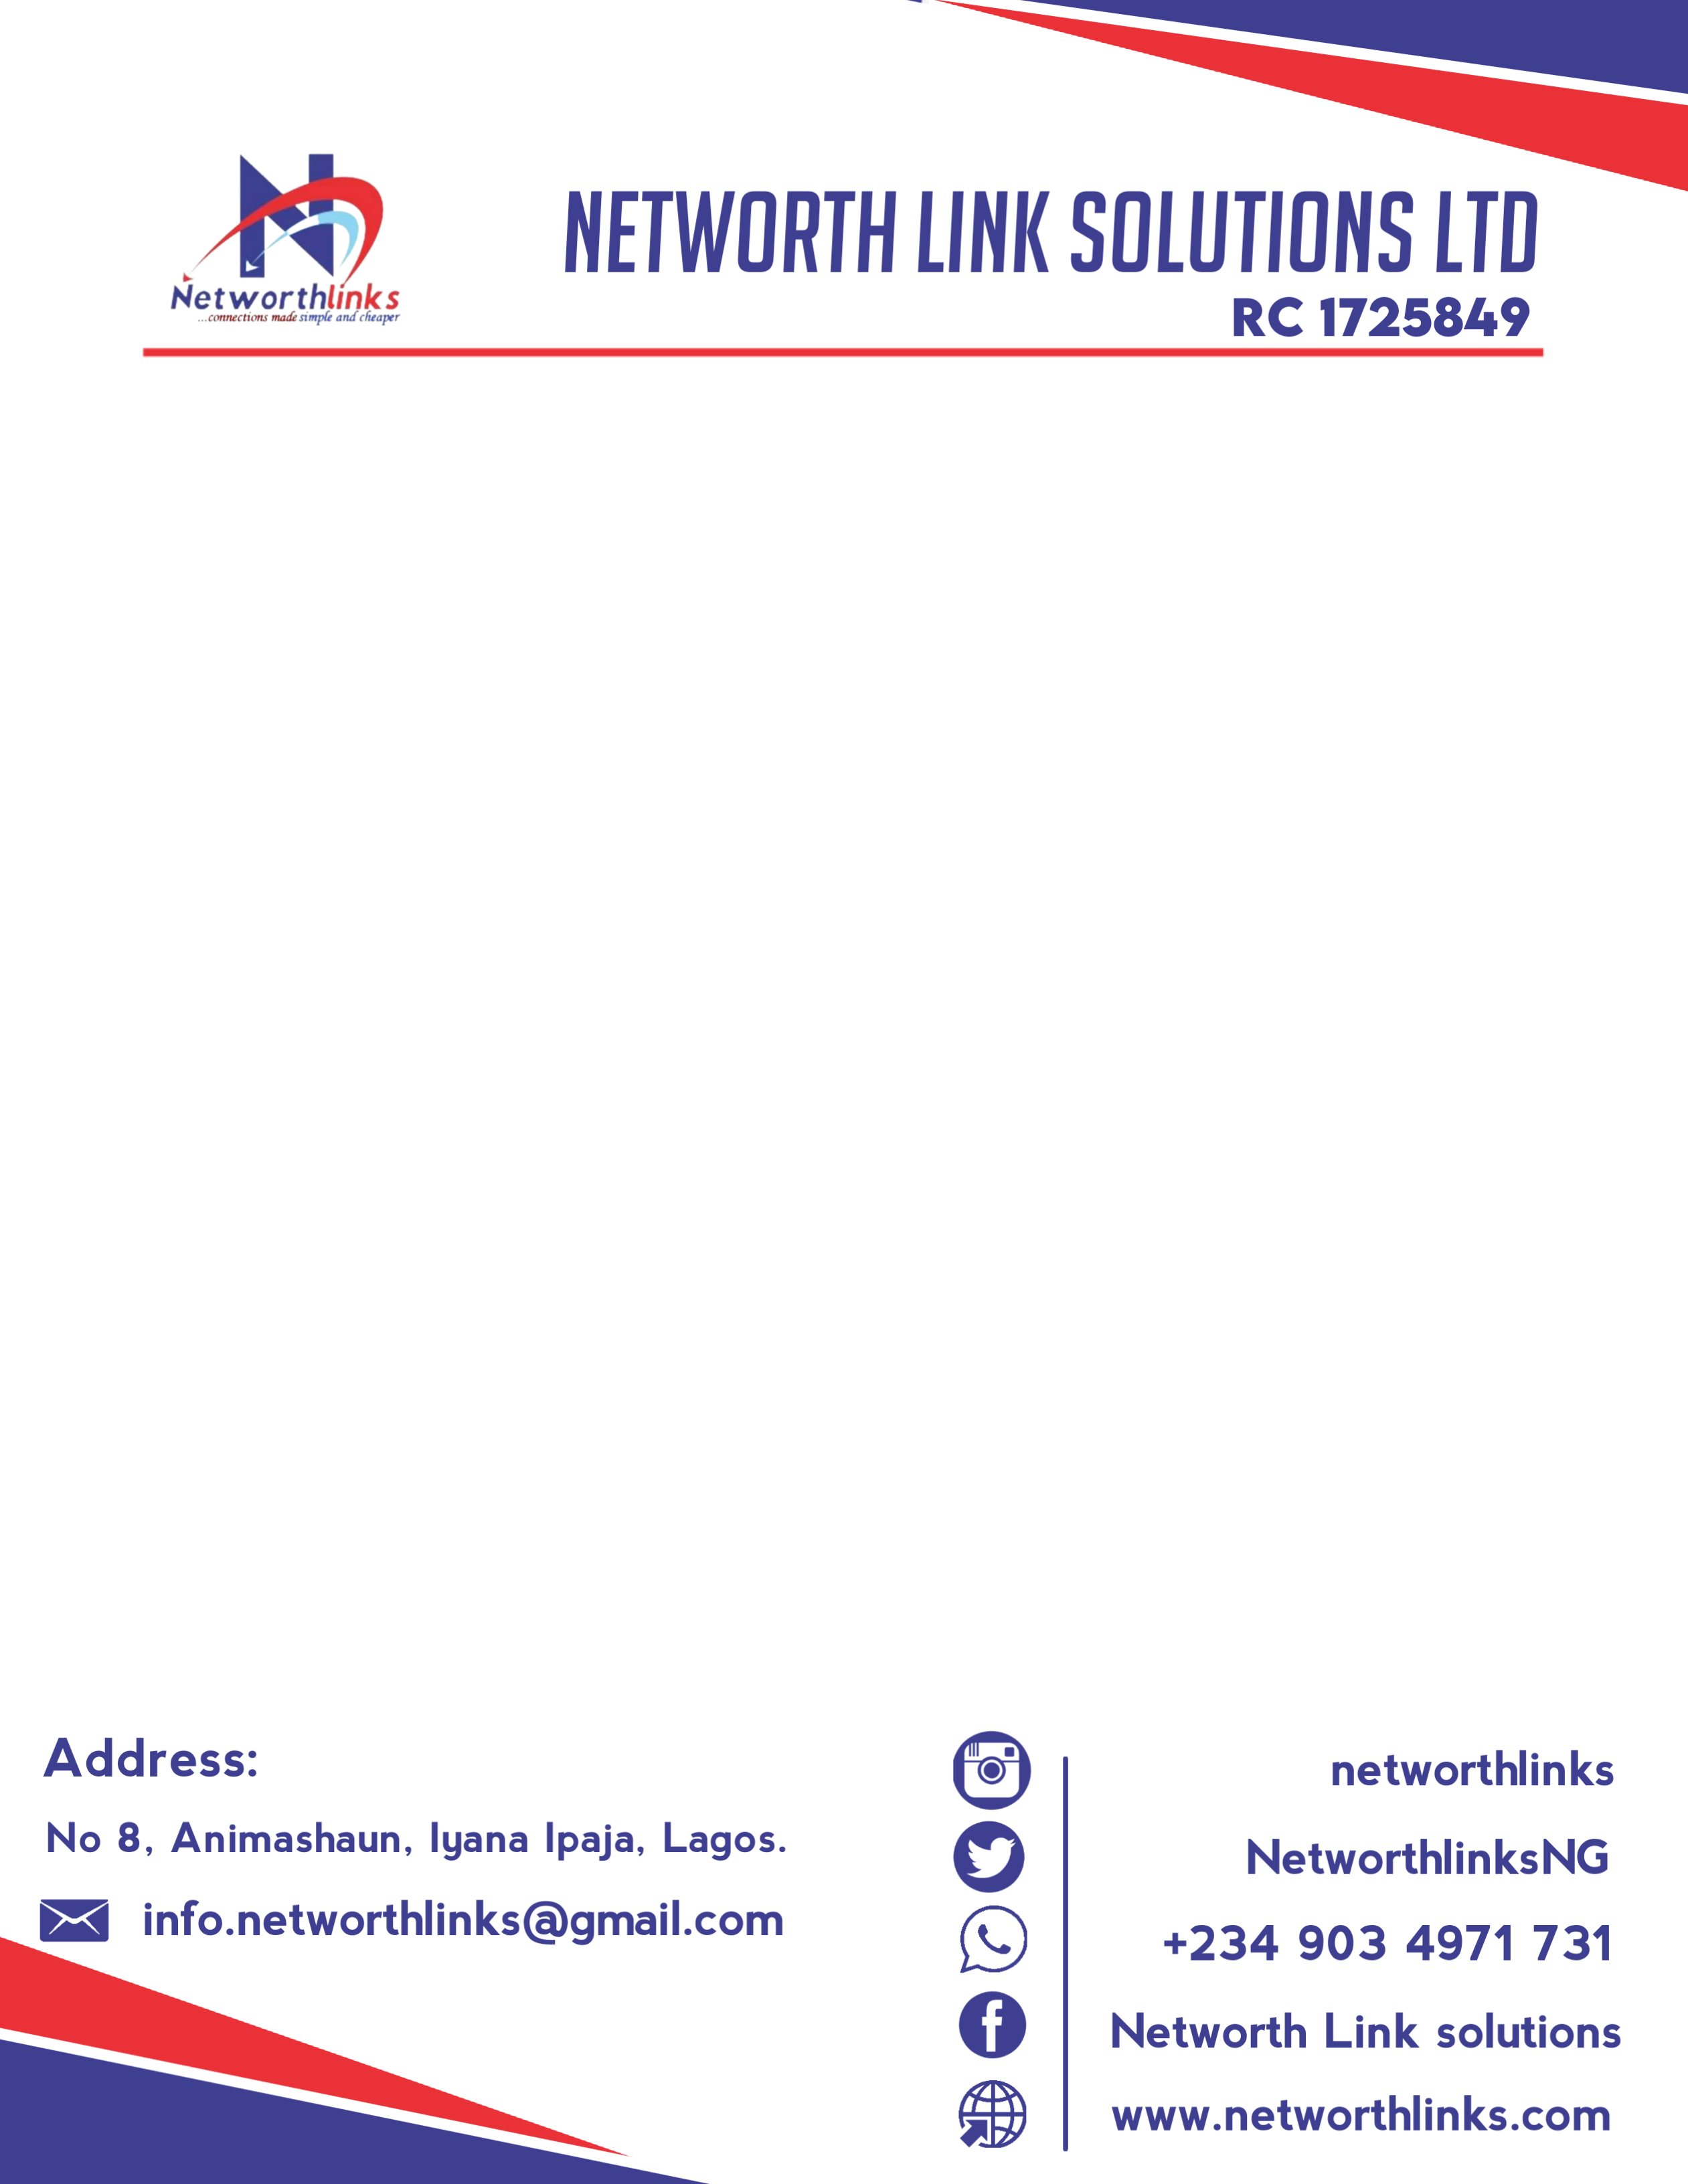 NETWORTH LINK SOLUTIONS LTD
RC 1725849
Networthlinks
...connections made simple and cheaper
Address:
No 8, Animashaun, Iyana Ipaja, Lagos.
info.networthlinks@gmail.com
networthlinks
NetworthlinksNG
+234 903 4971 731
Networth Link solutions
www.networthlinks.com